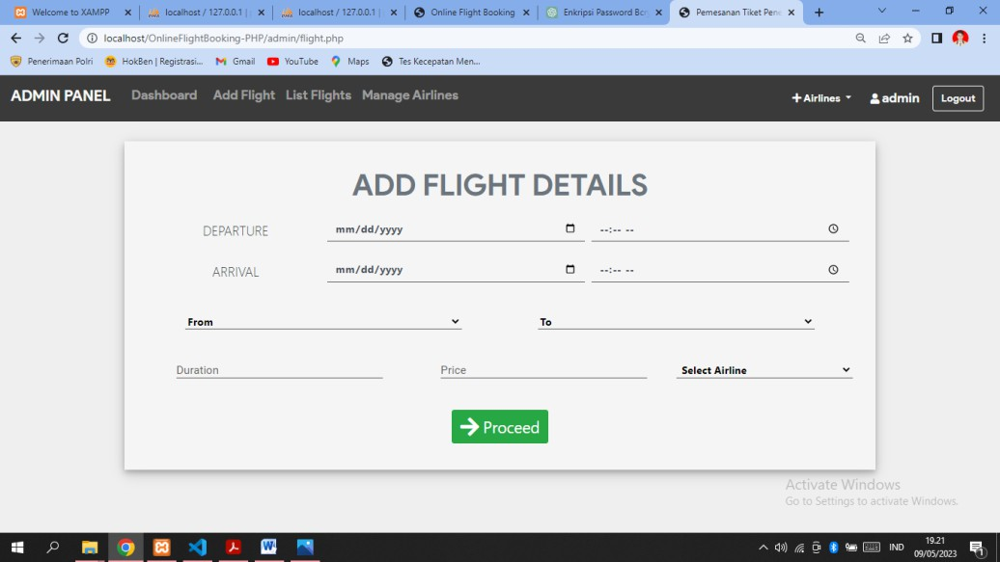 Welcome to XAMPP
localhost / 127.0.0.1 |
localhost / 127.0.0.1 |
Online Flight Booking
Enkripsi Password Bcr
Pemesanan Tiket Pene
localhost/OnlineFlightBooking-PHP/admin/flight.php
Penerimaan Polri
HokBen | Registrasi...
Gmail
YouTube
Maps
Tes Kecepatan Men...
ADMIN PANEL
Dashboard
Add Flight
List Flights
Manage Airlines
Airlines
admin
Logout
ADD FLIGHT DETAILS
DEPARTURE
mm/dd/yyyy
--:-- --
ARRIVAL
mm/dd/yyyy
--:-- --
From
To
Duration
Price
Select Airline
Proceed
Activate Windows
Go to Settings to activate Windows.
IND
19.21
09/05/2023
1